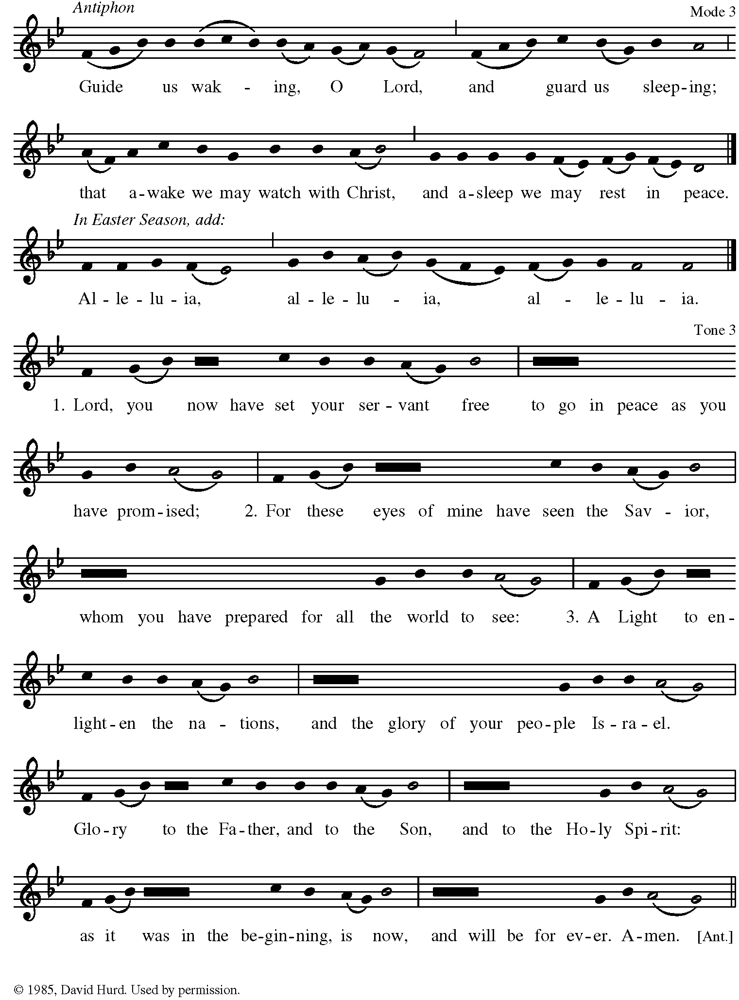 Antiphon Mode 3
Guide us wak - ing, O Lord, and guard us sleep - ing;
that a - wake we may watch with Christ, and a - sleep we may rest in peace.
In Easter Season, add:
Al - le - lu - ia, al - le - lu - ia, al - le - lu - ia.
Tone 3
1. Lord, you now have set your ser - vant free to go in peace as you
have prom - ised; 2. For these eyes of mine have seen the Sav - ior,
whom you have prepared for all the world to see: 3. A Light to en -
light - en the na - tions, and the glory of your peo - ple Is - ra - el.
Glo - ry to the Fa - ther, and to the Son, and to the Ho - ly Spi - rit:
as it was in the be - gin - ning, is now, and will be for ev - er. A - men. [Ant.]
© 1985, David Hurd. Used by permission.